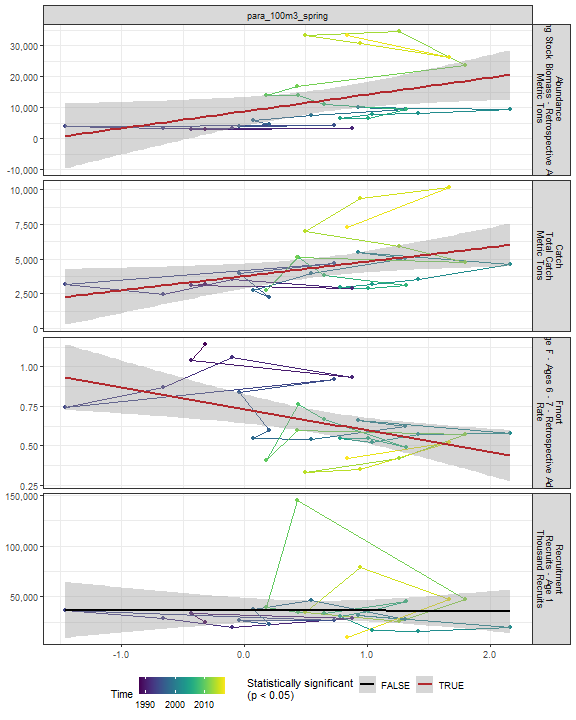 para_100m3_spring
30,000
20,000
10,000
0
-10,000
Abundance
Stock Biomass - Retrospective
Metric Tons
10,000
7,500
5,000
2,500
0
Catch
Total Catch
Metric Tons
1.00
0.75
0.50
0.25
Fmort
F - Ages 6 - 7 - Retrospective
Rate
150,000
100,000
50,000
Recruitment
Recruits - Age 1
Thousand Recruits
-1.0 0.0 1.0 2.0
Time
1990 2000 2010
Statistically significant
(p < 0.05)
FALSE TRUE